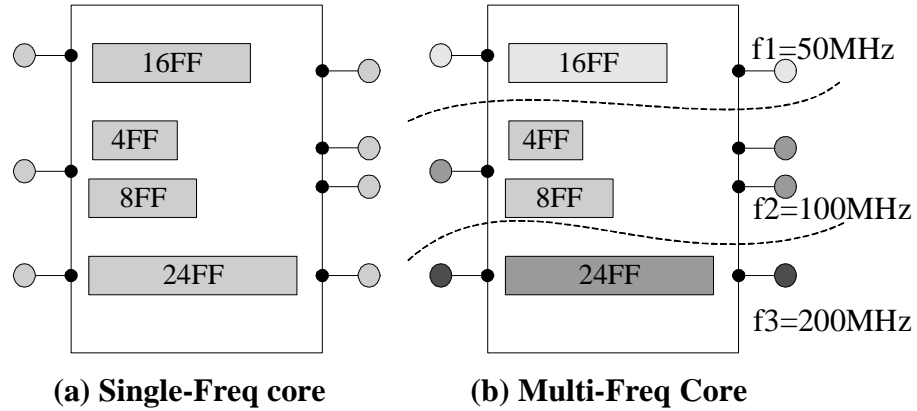 16FF
4FF
8FF
24FF
(a) Single-Freq core
f1=50MHz
16FF
4FF
8FF
f2=100MHz
24FF
f3=200MHz
(b) Multi-Freq Core